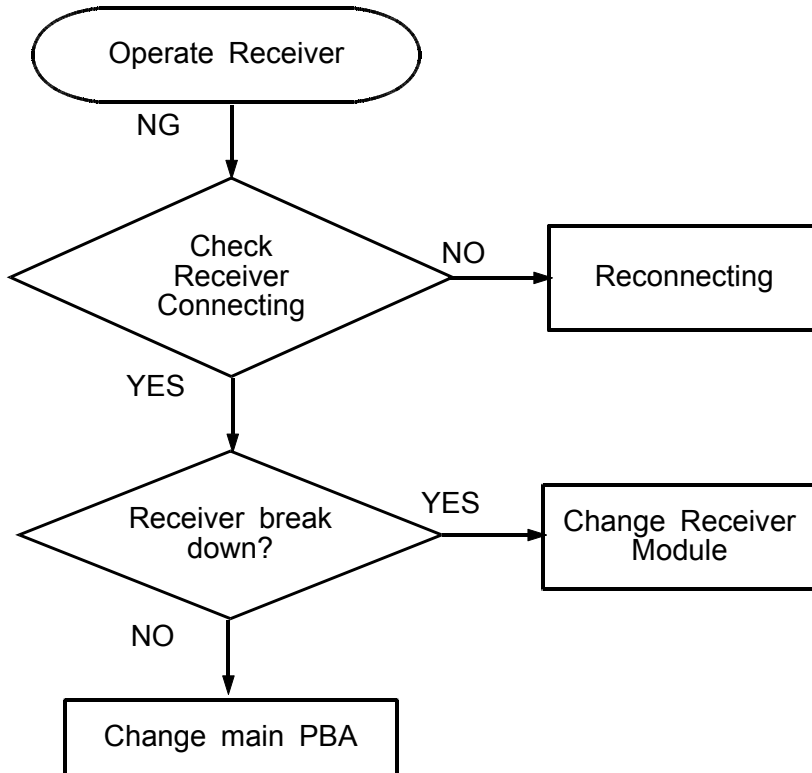 Operate Receiver
NG
Check
Receiver
Connecting
NO
Reconnecting
YES
Receiver break
down?
YES
Change Receiver
Module
NO
Change main PBA